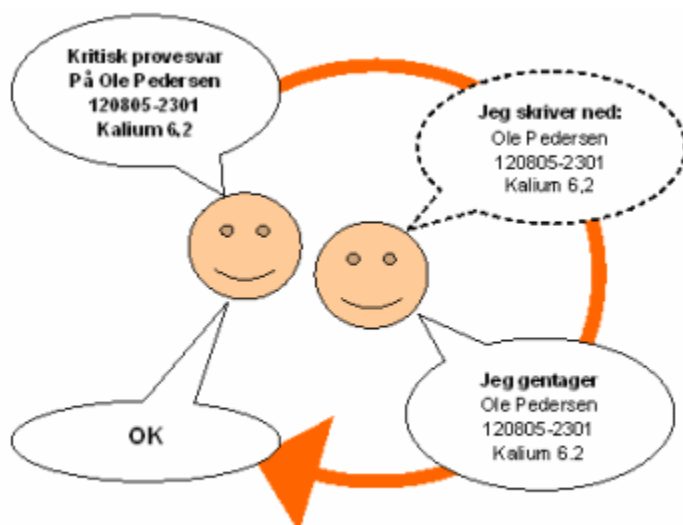 Kritisk prøvesvar
På Ole Pedersen
120805-2301
Kalium 6,2
Jeg skriver ned:
Ole Pedersen
120805-2301
Kalium 6,2
Jeg gentager
Ole Pedersen
120805-2301
Kalium 6.2
OK